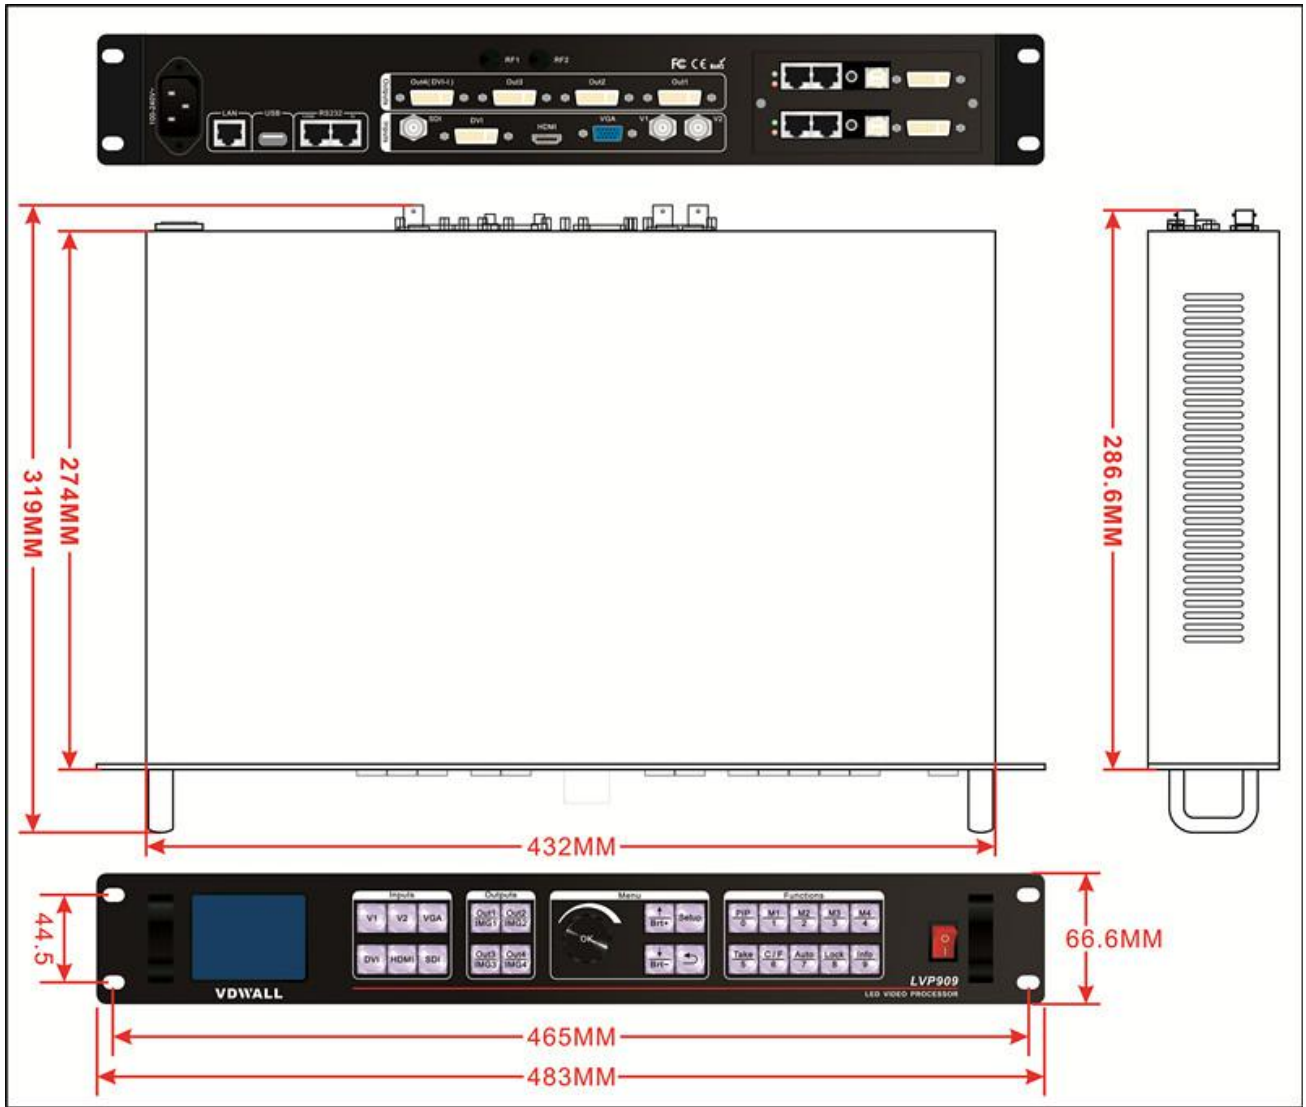 RF1 RF2 FC CE RoHS
Outputs Out4( DVI-I ) Out3 Out2 Out1
100-240V~ LAN USB RS232
Inputs SDI DVI HDMI VGA V1 V2
319MM
274MM
286.6MM
432MM
Inputs Outputs Menu Functions
V1 V2 VGA Out1 IMG1 Out2 IMG2 OK ↑ Brt+ Setup PIP 0 M1 1 M2 2 M3 3 M4 4
DVI HDMI SDI Out3 IMG3 Out4 IMG4 ↓ Brt- Take 5 C/F 6 Auto 7 Lock 8 Info 9
44.5
66.6MM
VDWALL
LVP909
LED VIDEO PROCESSOR
465MM
483MM